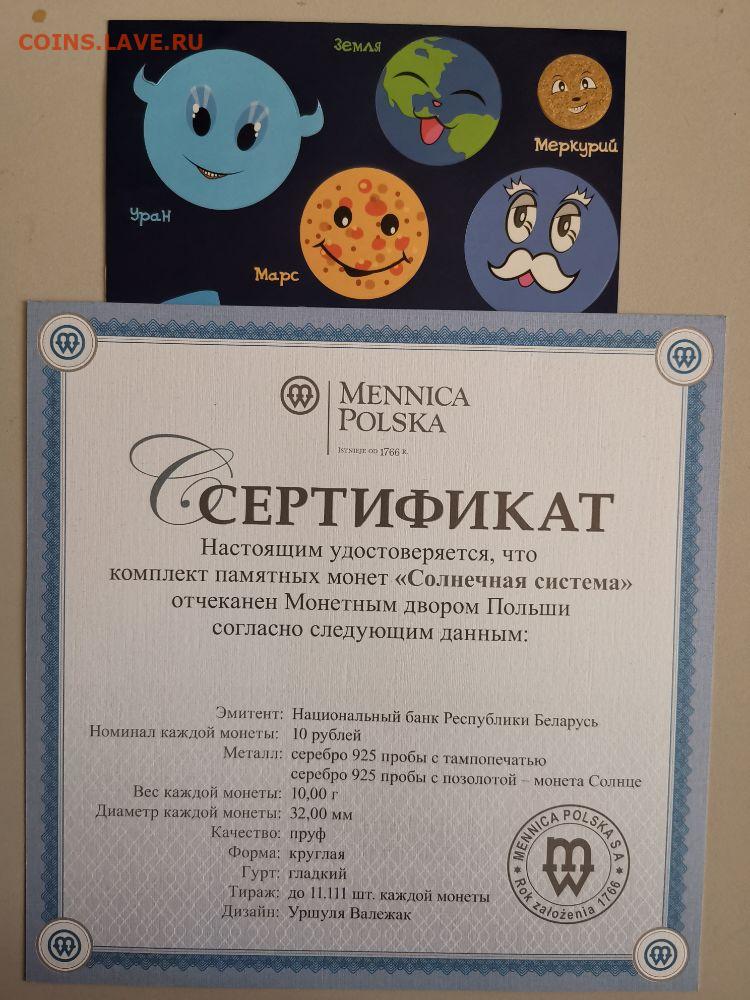 COINS.LAVE.RU
Земля
Меркурий
Уран
Марс
MENNICA
POLSKA
ISTNIEJE OD 1766 R.
СЕРТИФИКАТ
Настоящим удостоверяется, что
комплект памятных монет «Солнечная система»
отчеканен Монетным двором Польши
согласно следующим данным:
Эмитент: Национальный банк Республики Беларусь
Номинал каждой монеты: 10 рублей
Металл: серебро 925 пробы с тампопечатью
серебро 925 пробы с позолотой – монета Солнце
Вес каждой монеты: 10,00 г
Диаметр каждой монеты: 32,00 мм
Качество: пруф
Форма: круглая
Гурт: гладкий
Тираж: до 11.111 шт. каждой монеты
Дизайн: Уршуля Валежак
MENNICA POLSKA S A
Rok założenia 1766